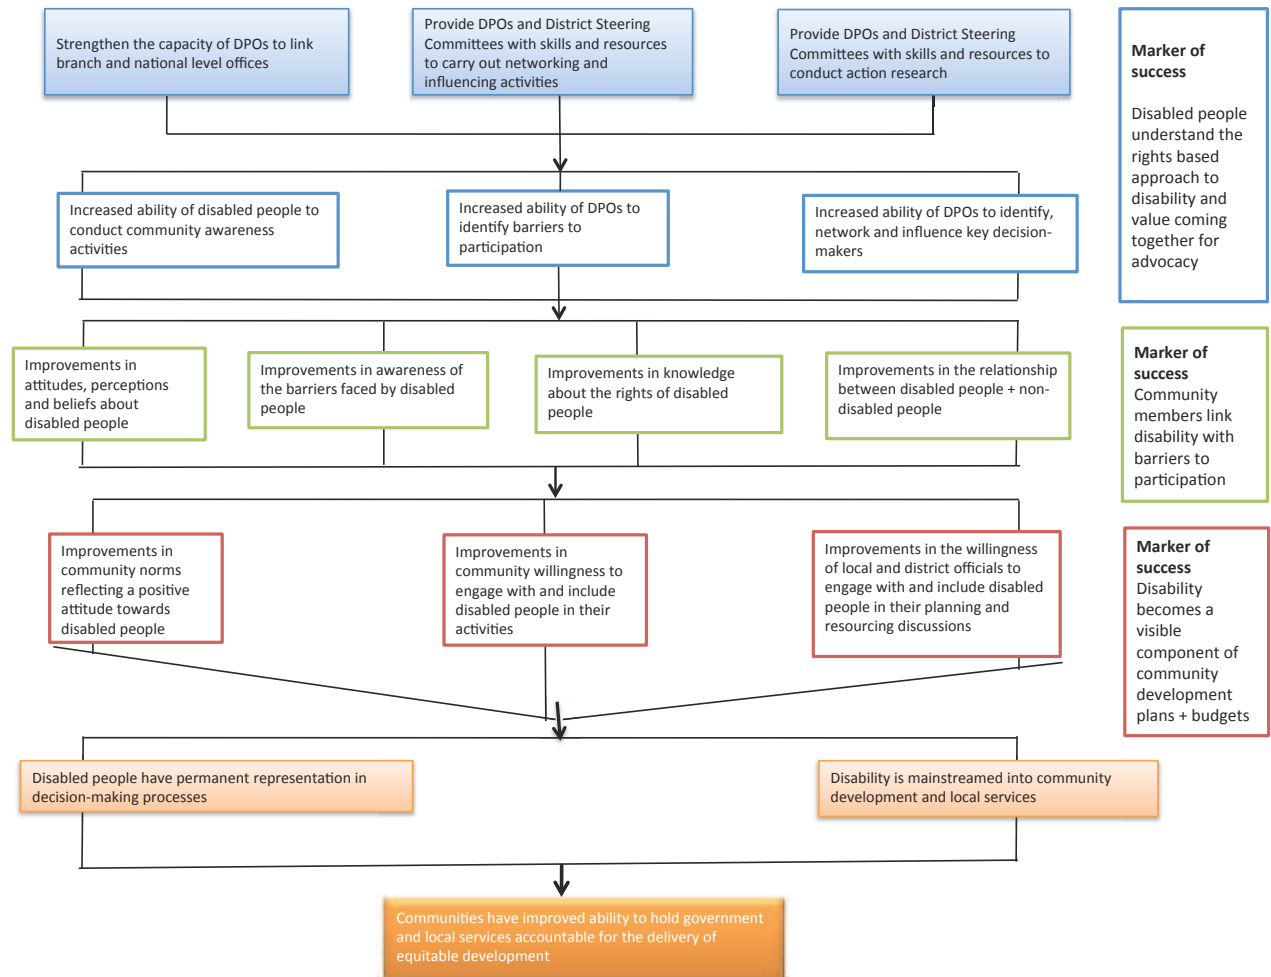 Strengthen the capacity of DPOs to link
branch and national level offices
Provide DPOs and District Steering
Committees with skills and resources
to carry out networking and
influencing activities
Provide DPOs and District Steering
Committees with skills and resources to
conduct action research
Marker of
success
Disabled people
understand the
rights based
approach to
disability and
value coming
together for
advocacy
Increased ability of disabled people to
conduct community awareness
activities
Increased ability of DPOs to
identify barriers to
participation
Increased ability of DPOs to identify,
network and influence key decision-
makers
Improvements in
attitudes, perceptions
and beliefs about
disabled people
Improvements in awareness of
the barriers faced by disabled
people
Improvements in knowledge
about the rights of disabled
people
Improvements in the relationship
between disabled people + non-
disabled people
Marker of
success
Community
members link
disability with
barriers to
participation
Improvements in
community norms
reflecting a positive
attitude towards
disabled people
Improvements in
community willingness to
engage with and include
disabled people in their
activities
Improvements in the willingness
of local and district officials to
engage with and include disabled
people in their planning and
resourcing discussions
Marker of
success
Disability
becomes a
visible
component of
community
development
plans + budgets
Disabled people have permanent representation in
decision-making processes
Disability is mainstreamed into community
development and local services
Communities have improved ability to hold government
and local services accountable for the delivery of
equitable development